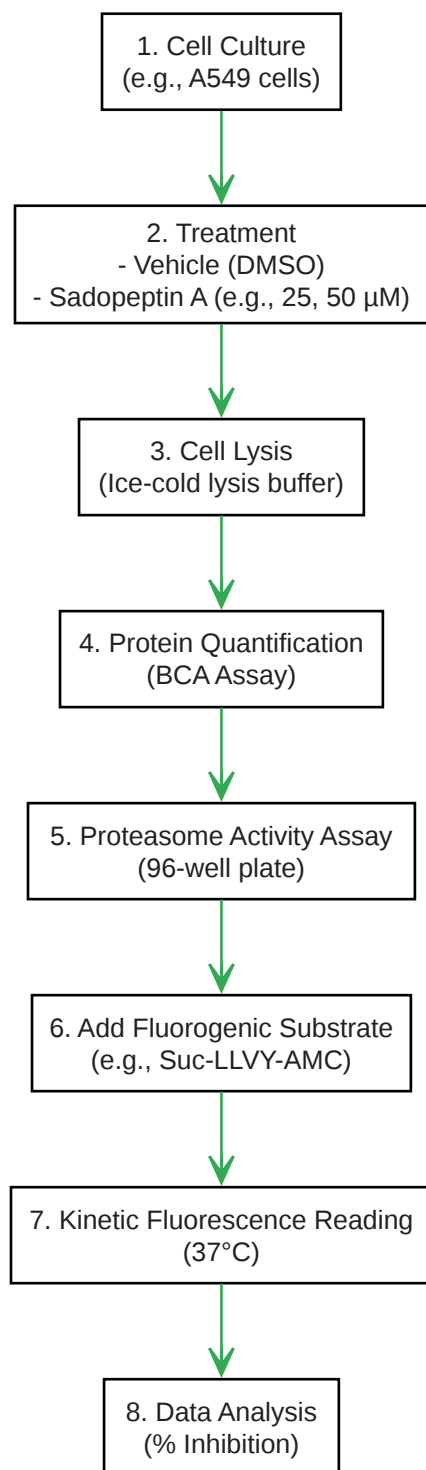 1. Cell Culture
(e.g., A549 cells)
2. Treatment
- Vehicle (DMSO)
- Sadopeptin A (e.g., 25, 50 µM)
3. Cell Lysis
(Ice-cold lysis buffer)
4. Protein Quantification
(BCA Assay)
5. Proteasome Activity Assay
(96-well plate)
6. Add Fluorogenic Substrate
(e.g., Suc-LLVY-AMC)
7. Kinetic Fluorescence Reading
(37°C)
8. Data Analysis
(% Inhibition)